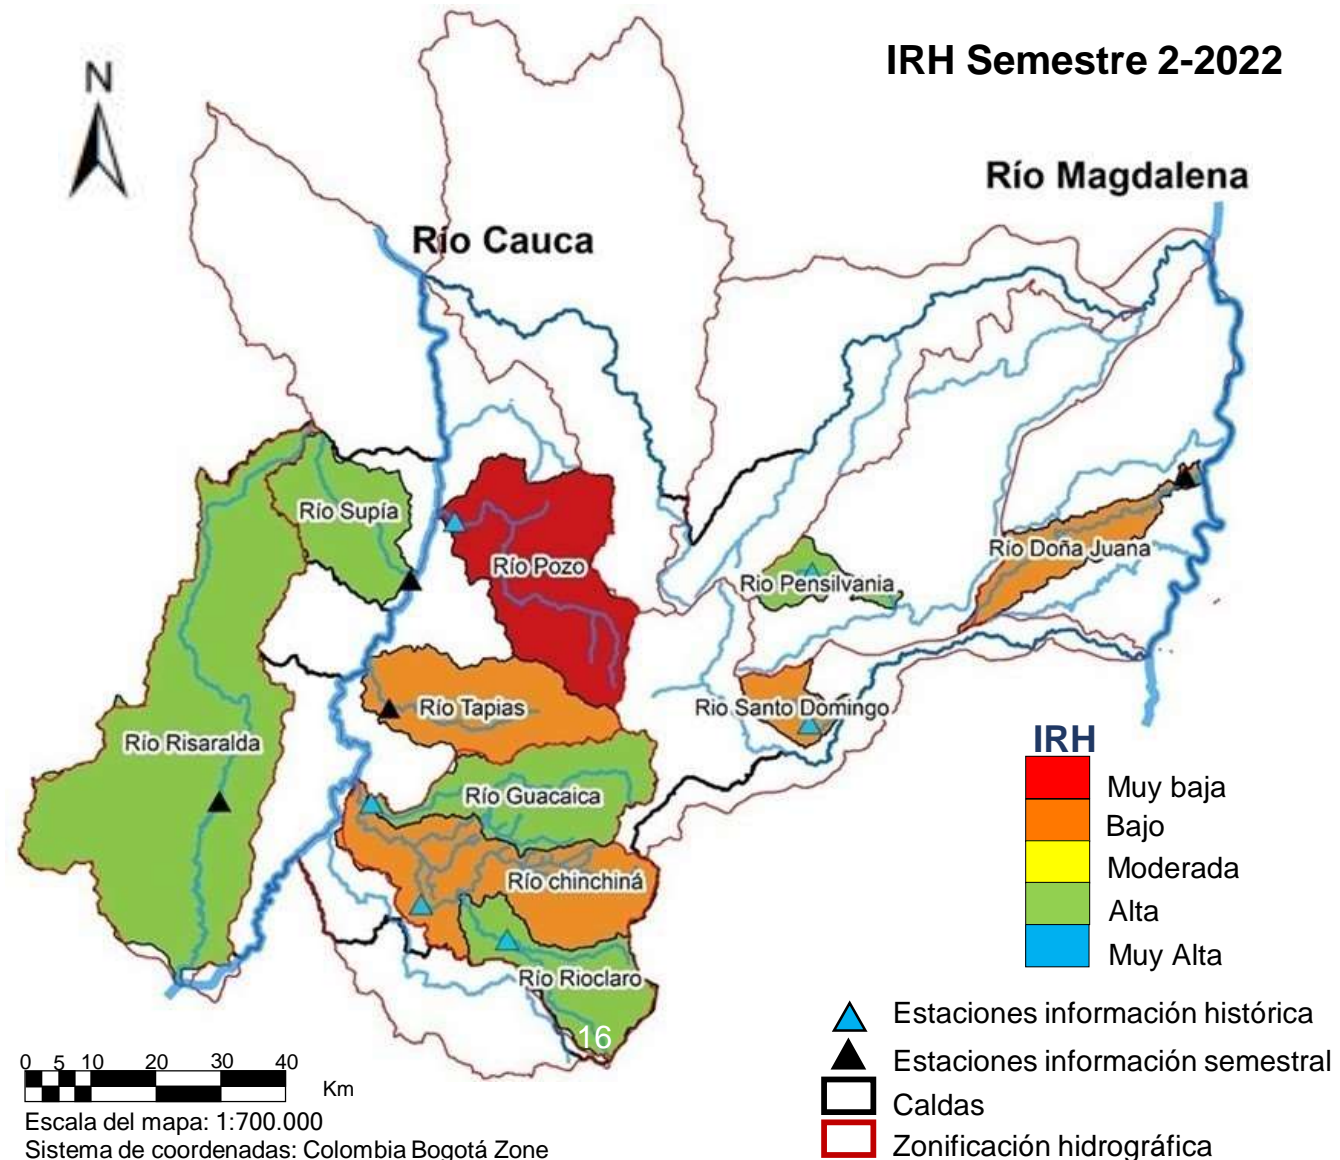 IRH Semestre 2-2022
N
Río Magdalena
Río Cauca
Río Supía
Río Pozo
Río Doña Juana
Rio Pensilvania
Río Tapias
Rio Santo Domingo
Río Risaralda
Río Guacaica
Río chinchiná
Río Rioclaro
16
IRH
Muy baja
Bajo
Moderada
Alta
Muy Alta
Estaciones información histórica
Estaciones información semestral
Caldas
Zonificación hidrográfica
0 5 10 20 30 40
Km
Escala del mapa: 1:700.000
Sistema de coordenadas: Colombia Bogotá Zone